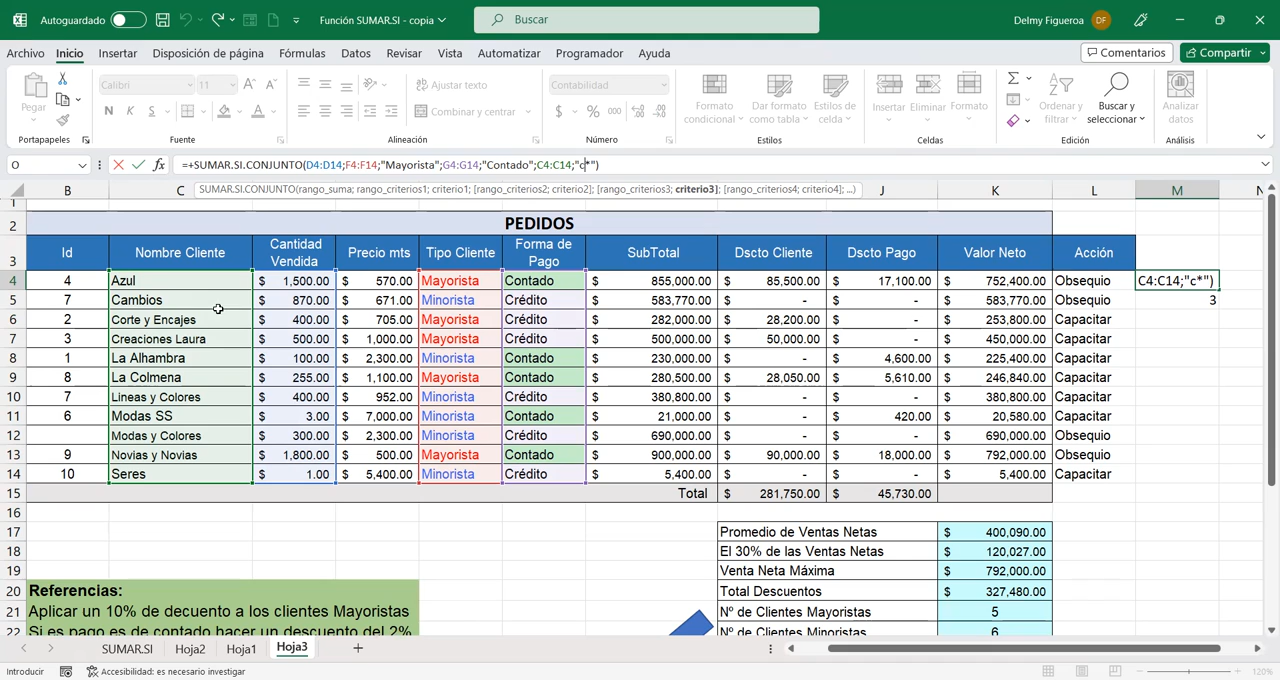 Autoguardado Función SUMAR.SI - copia Buscar Delmy Figueroa DF
Archivo Inicio Insertar Disposición de página Fórmulas Datos Revisar Vista Automatizar Programador Ayuda Comentarios Compartir
Pegar Calibri 11 Ajustar texto Contabilidad Formato condicional Dar formato como tabla Estilos de celda Insertar Eliminar Formato Ordenar y filtrar Buscar y seleccionar Analizar datos
N K S Combinar y centrar $ % 000
Portapapeles Fuente Alineación Número Estilos Celdas Edición Análisis
O fx =+SUMAR.SI.CONJUNTO(D4:D14;F4:F14;"Mayorista";G4:G14;"Contado";C4:C14;"c*")
SUMAR.SI.CONJUNTO(rango_suma; rango_criterios1; criterio1; [rango_criterios2; criterio2]; [rango_criterios3; criterio3]; [rango_criterios4; criterio4]; ...)
B C J K L M N
1
2 PEDIDOS
3 Id Nombre Cliente Cantidad Vendida Precio mts Tipo Cliente Forma de Pago SubTotal Dscto Cliente Dscto Pago Valor Neto Acción
4 4 Azul $ 1,500.00 $ 570.00 Mayorista Contado $ 855,000.00 $ 85,500.00 $ 17,100.00 $ 752,400.00 Obsequio C4:C14;"c*")
5 7 Cambios $ 870.00 $ 671.00 Minorista Crédito $ 583,770.00 $ - $ - $ 583,770.00 Obsequio 3
6 2 Corte y Encajes $ 400.00 $ 705.00 Mayorista Crédito $ 282,000.00 $ 28,200.00 $ - $ 253,800.00 Capacitar
7 3 Creaciones Laura $ 500.00 $ 1,000.00 Mayorista Crédito $ 500,000.00 $ 50,000.00 $ - $ 450,000.00 Capacitar
8 1 La Alhambra $ 100.00 $ 2,300.00 Minorista Contado $ 230,000.00 $ - $ 4,600.00 $ 225,400.00 Capacitar
9 8 La Colmena $ 255.00 $ 1,100.00 Mayorista Contado $ 280,500.00 $ 28,050.00 $ 5,610.00 $ 246,840.00 Capacitar
10 7 Lineas y Colores $ 400.00 $ 952.00 Minorista Crédito $ 380,800.00 $ - $ - $ 380,800.00 Capacitar
11 6 Modas SS $ 3.00 $ 7,000.00 Minorista Contado $ 21,000.00 $ - $ 420.00 $ 20,580.00 Capacitar
12 Modas y Colores $ 300.00 $ 2,300.00 Minorista Crédito $ 690,000.00 $ - $ - $ 690,000.00 Obsequio
13 9 Novias y Novias $ 1,800.00 $ 500.00 Mayorista Contado $ 900,000.00 $ 90,000.00 $ 18,000.00 $ 792,000.00 Obsequio
14 10 Seres $ 1.00 $ 5,400.00 Minorista Crédito $ 5,400.00 $ - $ - $ 5,400.00 Capacitar
15 Total $ 281,750.00 $ 45,730.00
16
17 Promedio de Ventas Netas $ 400,090.00
18 El 30% de las Ventas Netas $ 120,027.00
19 Venta Neta Máxima $ 792,000.00
20 Referencias: Total Descuentos $ 327,480.00
21 Aplicar un 10% de decuento a los clientes Mayoristas Nº de Clientes Mayoristas 5
22 Si es pago es de contado hacer un descuento del 2% Nº de Clientes Minoristas 6
SUMAR.SI Hoja2 Hoja1 Hoja3
Introducir Accesibilidad: es necesario investigar 120%